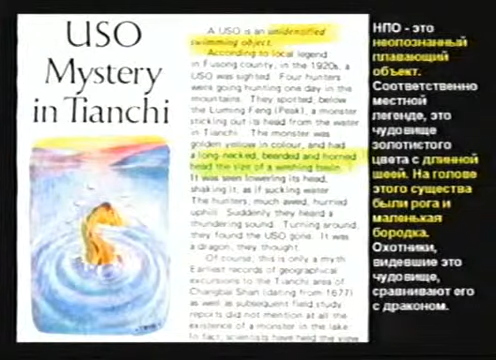 USO
Mystery
in Tianchi
A USO is an unidentified
swimming object.
According to local legend
in Fusong county, in the 1920s, a
USO was sighted. Four hunters
were going hunting one day in the
mountains. They spotted, below
the Luming Feng (Peak), a monster
sticking out its head from the water
in Tianchi. The monster was
golden yellow in colour, and had
a long-necked, bearded and horned
head the size of a washing basin.
It was seen lowering its head,
shaking it, as if sucking water
The hunters, much awed, hurried
uphill. Suddenly they heard a
thundering sound. Turning around,
they found the USO gone. It was
a dragon, they thought.
Of course, this is only a myth
Earliest records of geographical
excursions to the Tianchi area of
Changbai Shan (dating from 1677)
as well as subsequent field study
reports did not mention at all the
existence of a monster in the lake
In fact, scientists have held the view
НПО - это
неопознанный
плавающий
объект.
Соответственно
местной
легенде, это
чудовище
золотистого
цвета с длинной
шеей. На голове
этого существа
были рога и
маленькая
бородка.
Охотники,
видевшие это
чудовище,
сравнивают его
с драконом.